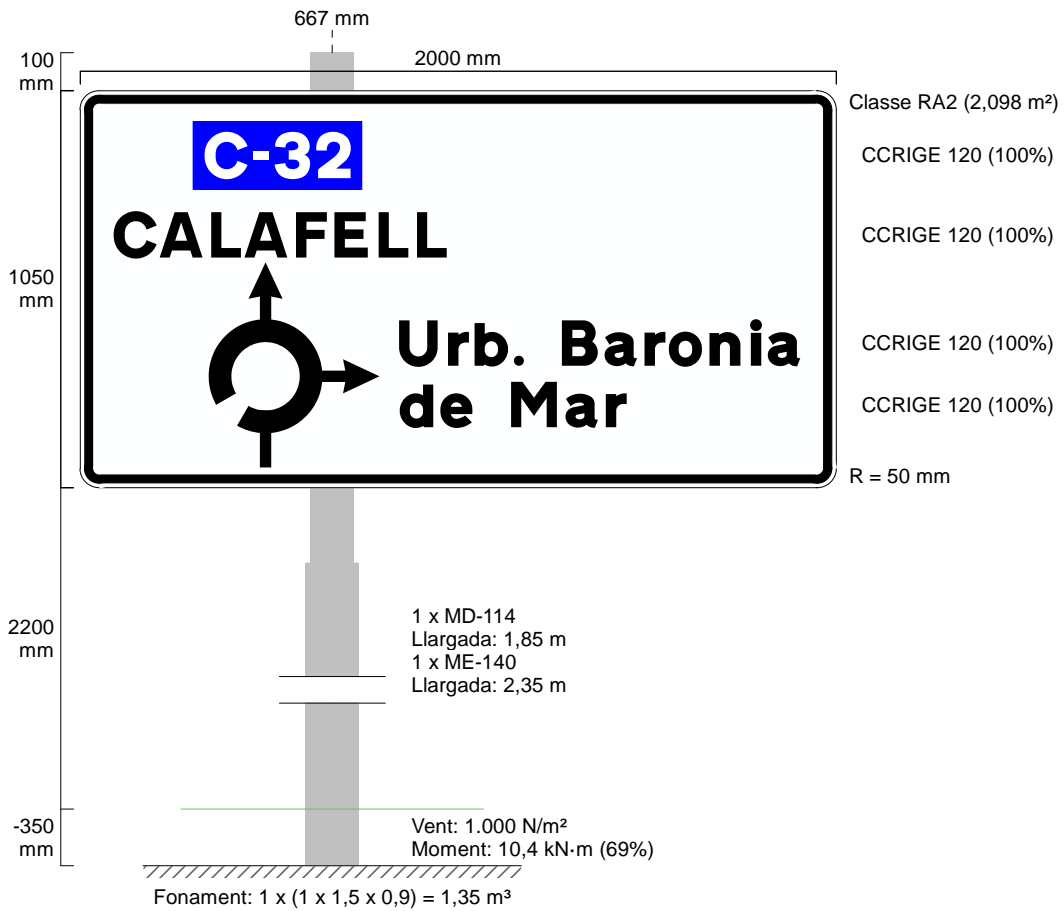 667 mm
100
mm
2000 mm
Classe RA2 (2,098 m²)
C-32
CCRIGE 120 (100%)
CALAFELL
CCRIGE 120 (100%)
1050
mm
Urb. Baronia
CCRIGE 120 (100%)
de Mar
CCRIGE 120 (100%)
R = 50 mm
2200
mm
1 x MD-114
Llargada: 1,85 m
1 x ME-140
Llargada: 2,35 m
-350
mm
Vent: 1.000 N/m²
Moment: 10,4 kN·m (69%)
Fonament: 1 x (1 x 1,5 x 0,9) = 1,35 m³